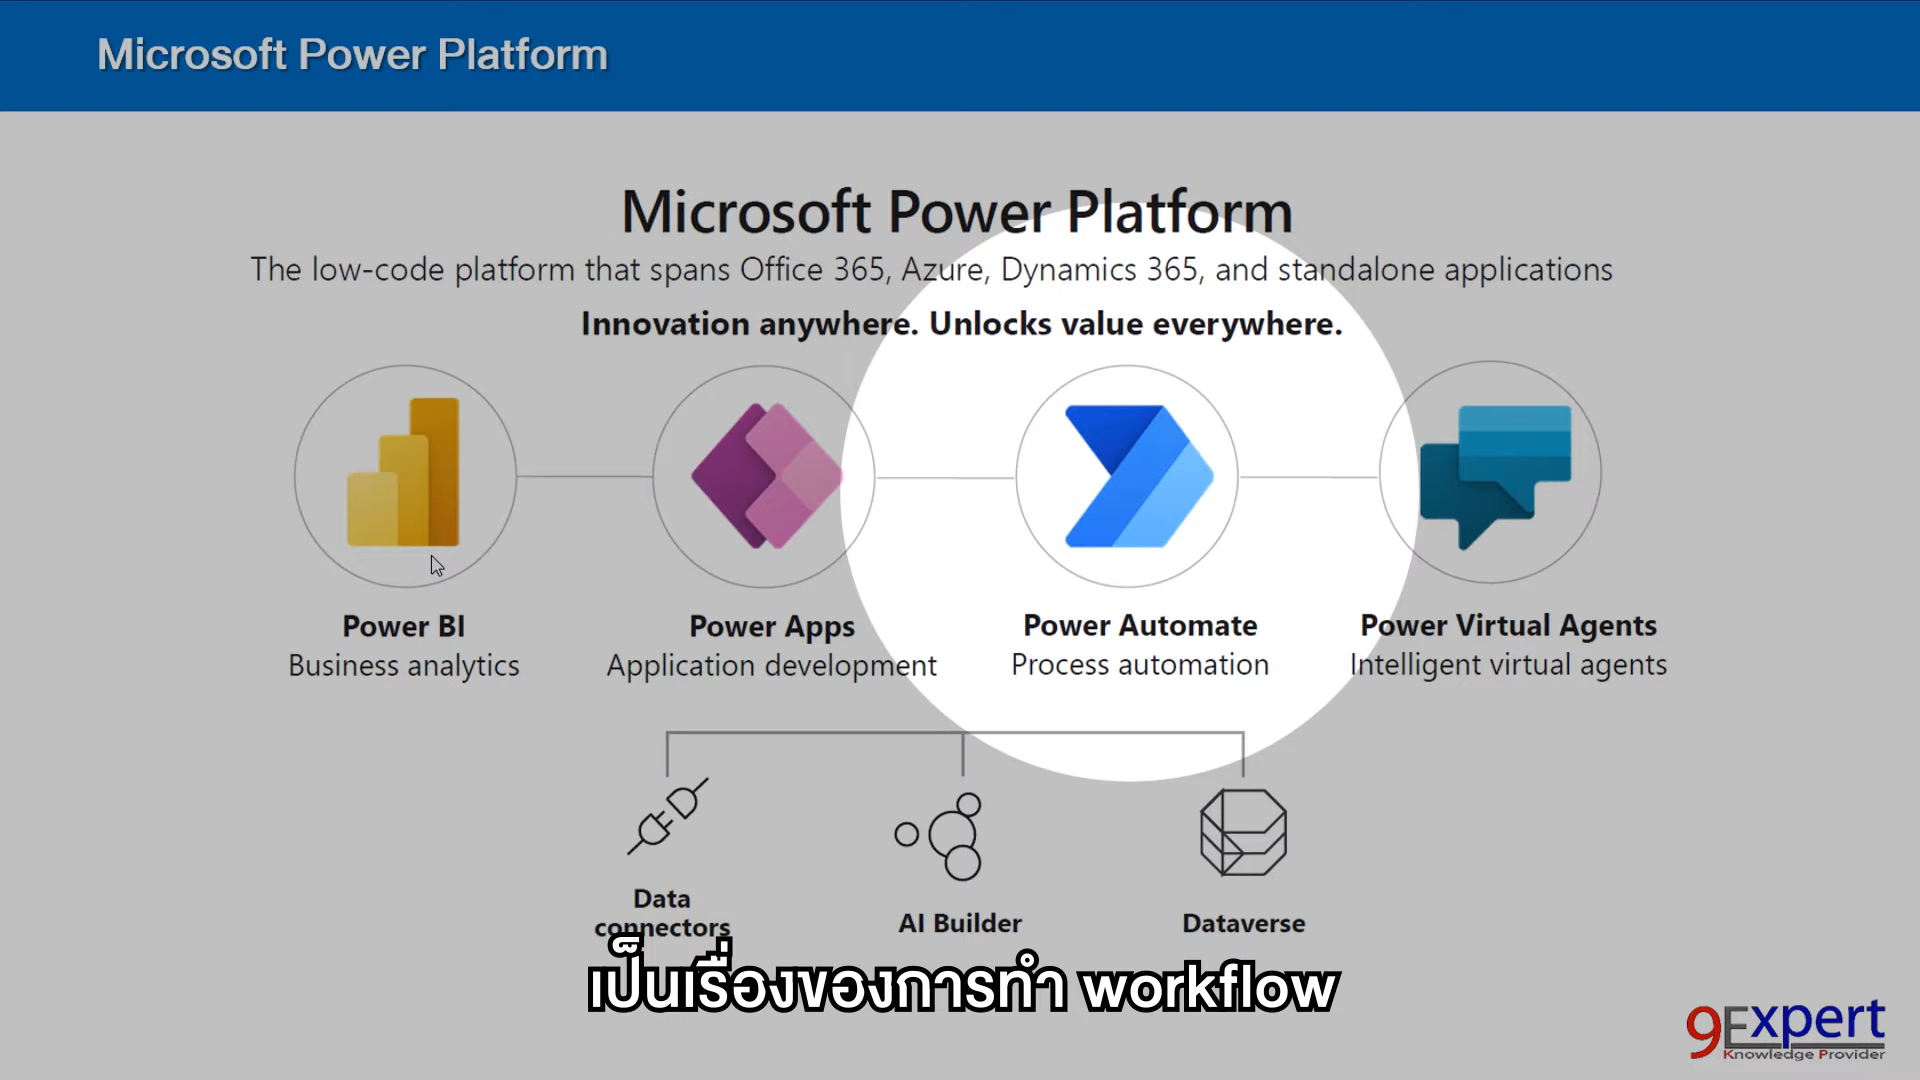 Microsoft Power Platform
Microsoft Power Platform
The low-code platform that spans Office 365, Azure, Dynamics 365, and standalone applications
Innovation anywhere. Unlocks value everywhere.
Power BI
Business analytics
Power Apps
Application development
Power Automate
Process automation
Power Virtual Agents
Intelligent virtual agents
Data
connectors
AI Builder
Dataverse
เป็นเรื่องของการทำ workflow
9Expert
Knowledge Provider